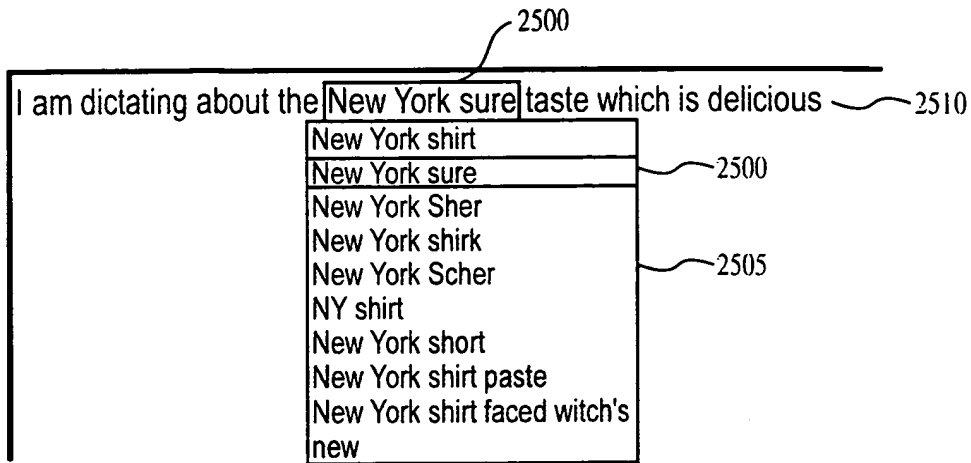 2500
I am dictating about the New York sure taste which is delicious 2510
New York shirt
New York sure 2500
New York Sher
New York shirk
New York Scher 2505
NY shirt
New York short
New York shirt paste
New York shirt faced witch's
new